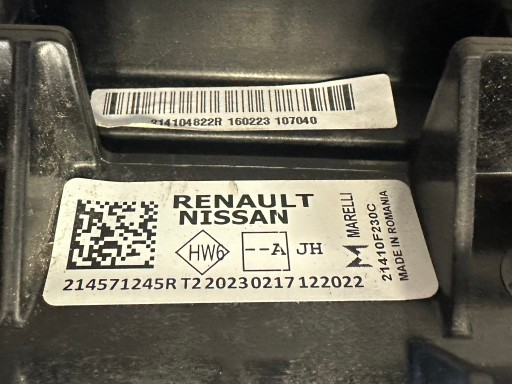 214104822R 160223 107040
RENAULT
NISSAN
HW6
--A JH
MARELLI
21410F230C
MADE IN ROMANIA
214571245R T2 20230217 122022